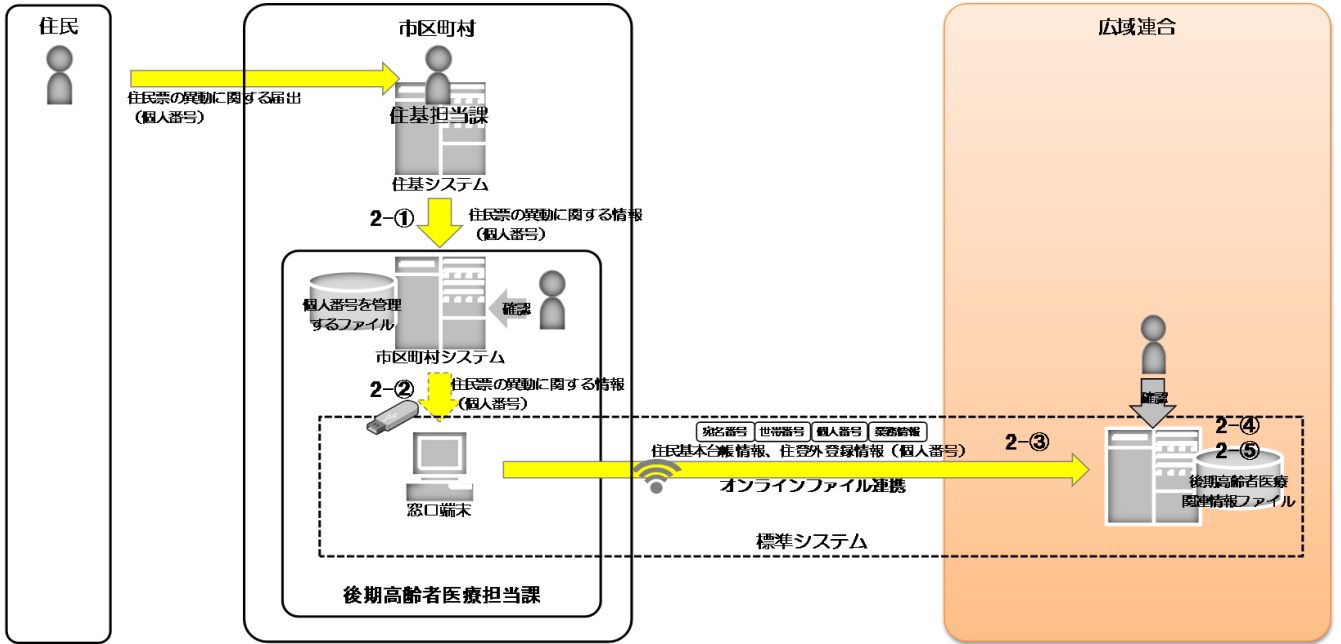 住民
市区町村
広域連合
住民票の異動に関する届出
（個人番号）
住基担当課
住基システム
2-①
住民票の異動に関する情報
（個人番号）
個人番号を管理
するファイル
確認
市区町村システム
2-②
住民票の異動に関する情報
（個人番号）
確認
宛名番号 世帯番号 個人番号 業務情報
住民基本台帳情報、住登外登録情報（個人番号）
2-③
2-④
2-⑤
オンラインファイル連携
後期高齢者医療
関連情報ファイル
窓口端末
標準システム
後期高齢者医療担当課